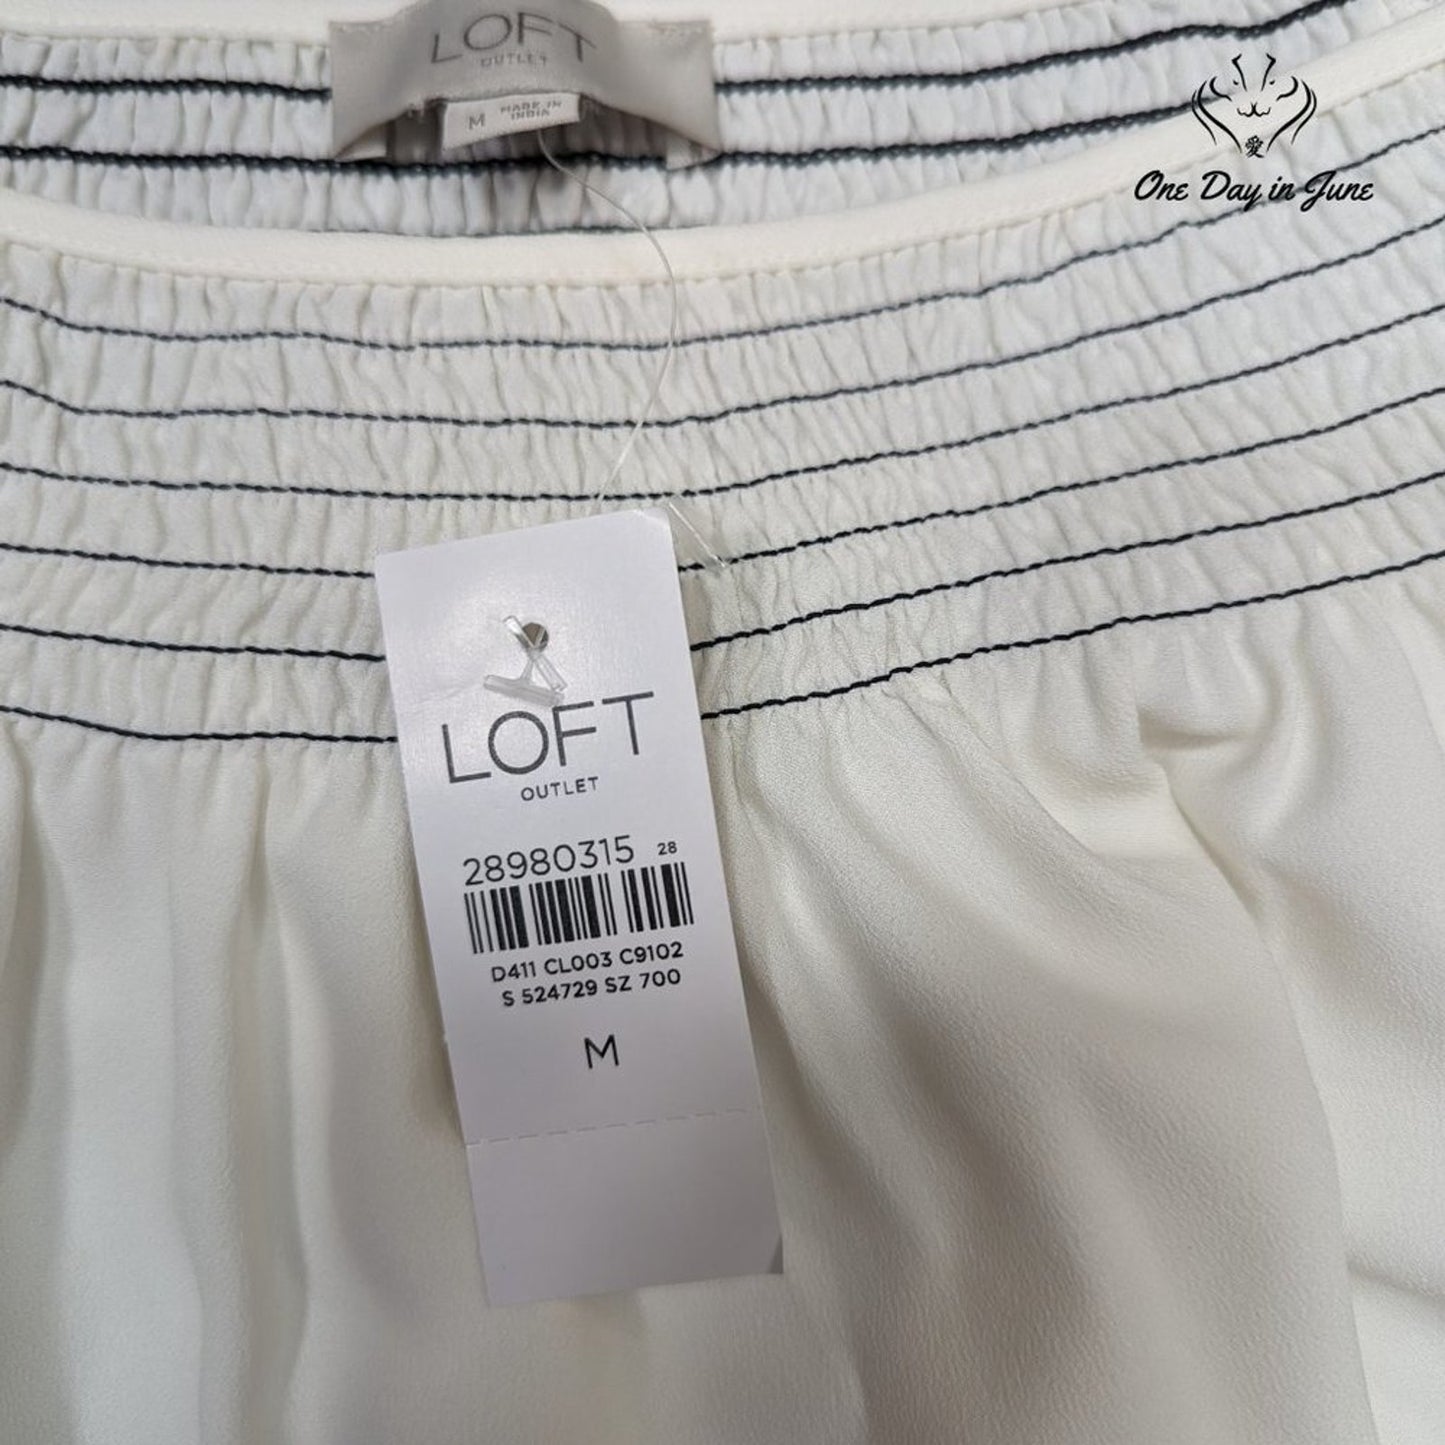 LOFT
OUTLET
M MADE IN
INDIA
愛
One Day in June
LOFT
OUTLET
28980315 28
D411 CL003 C9102
S 524729 SZ 700
M